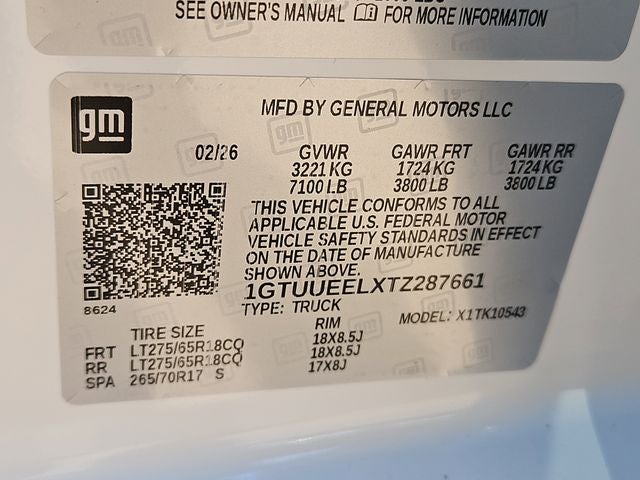 SEE OWNER'S MANUAL FOR MORE INFORMATION
gm
MFD BY GENERAL MOTORS LLC
02/26 GVWR GAWR FRT GAWR RR
3221 KG 1724 KG 1724 KG
7100 LB 3800 LB 3800 LB
THIS VEHICLE CONFORMS TO ALL
APPLICABLE U.S. FEDERAL MOTOR
VEHICLE SAFETY STANDARDS IN EFFECT
ON THE DATE OF MANUFACTURE
SHOWN ABOVE.
1GTUUEELXTZ287661
TYPE: TRUCK MODEL: X1TK10543
8624
TIRE SIZE RIM
FRT LT275/65R18CQ 18X8.5J
RR LT275/65R18CQ 18X8.5J
SPA 265/70R17 S 17X8J